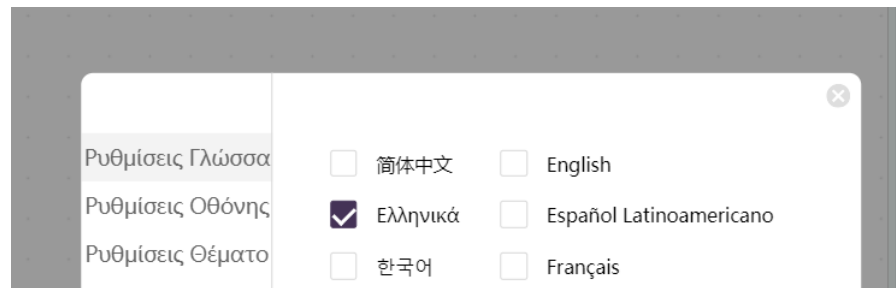 Ρυθμίσεις Γλώσσα
Ρυθμίσεις Οθόνης
Ρυθμίσεις Θέματο
简体中文
English
Ελληνικά
Español Latinoamericano
한국어
Français